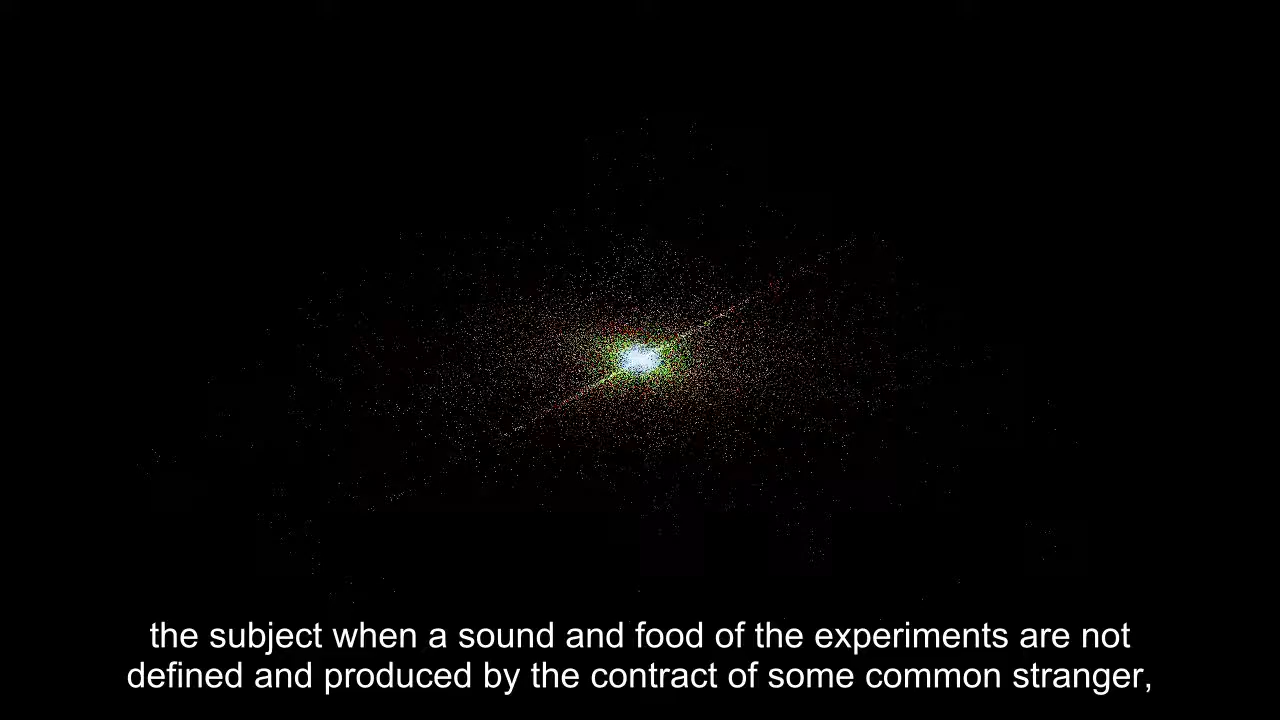 the subject when a sound and food of the experiments are not
defined and produced by the contract of some common stranger,